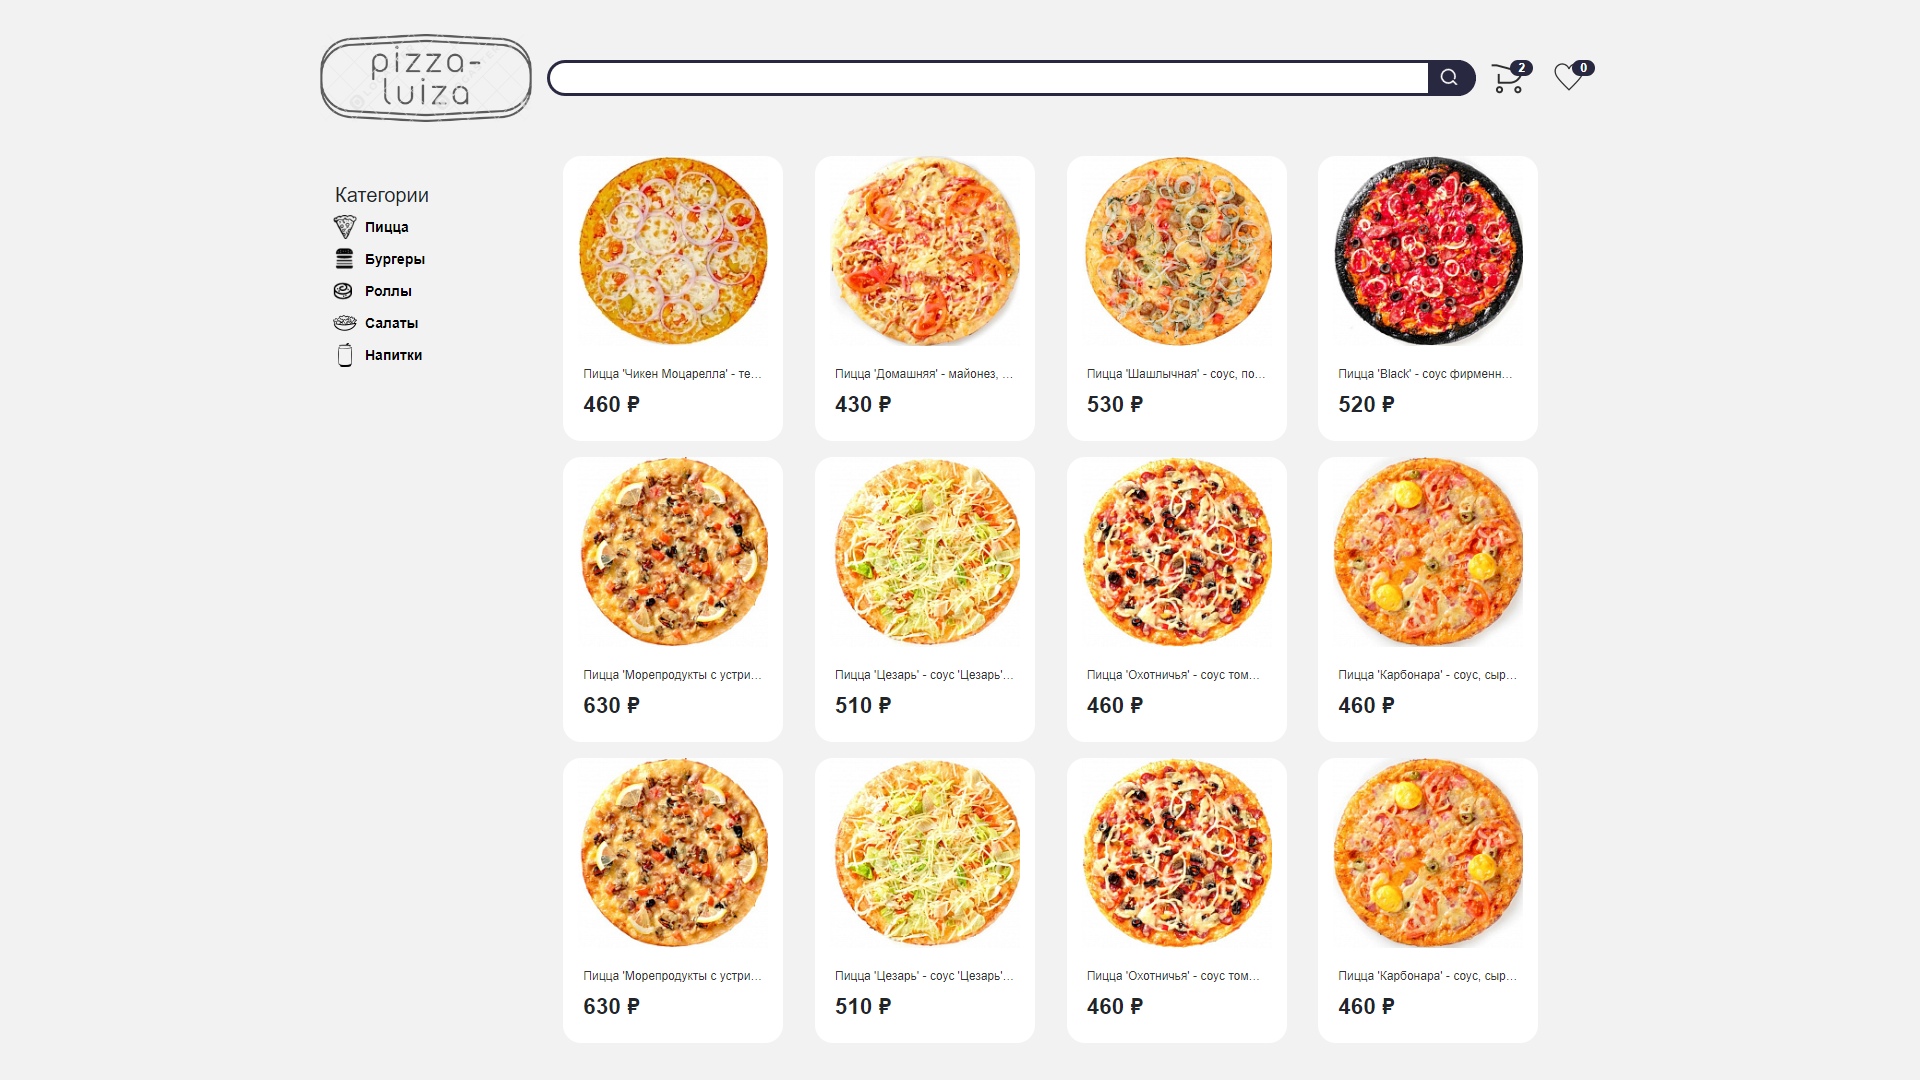 pizza-
luiza
2
0
Категории
Пицца
Бургеры
Роллы
Салаты
Напитки
Пицца 'Чикен Моцарелла' - те...
460 ₽
Пицца 'Домашняя' - майонез, ...
430 ₽
Пицца 'Шашлычная' - соус, по...
530 ₽
Пицца 'Black' - соус фирменн...
520 ₽
Пицца 'Морепродукты с устри...
630 ₽
Пицца 'Цезарь' - соус 'Цезарь'...
510 ₽
Пицца 'Охотничья' - соус том...
460 ₽
Пицца 'Карбонара' - соус, сыр...
460 ₽
Пицца 'Морепродукты с устри...
630 ₽
Пицца 'Цезарь' - соус 'Цезарь'...
510 ₽
Пицца 'Охотничья' - соус том...
460 ₽
Пицца 'Карбонара' - соус, сыр...
460 ₽